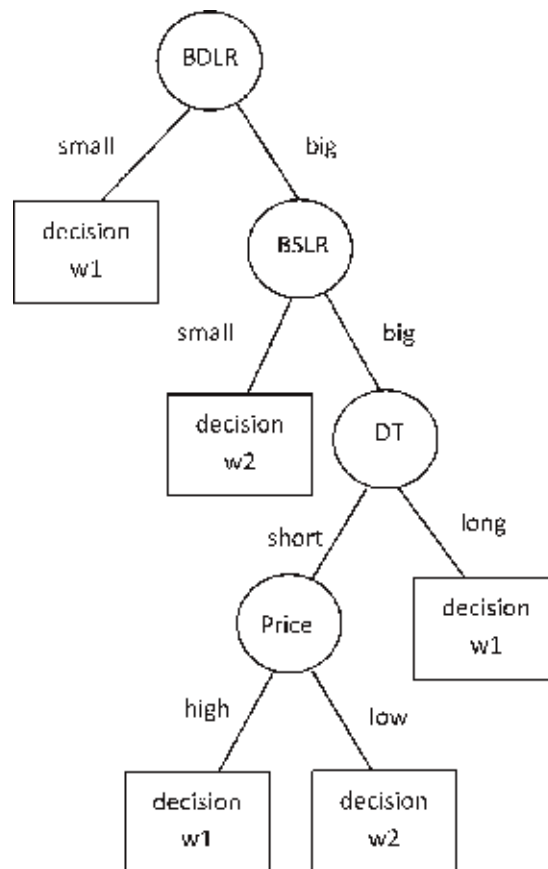 BDLR
small
big
decision
w1
BSLR
small
big
decision
w2
DT
short
long
Price
decision
w1
high
low
decision
w1
decision
w2